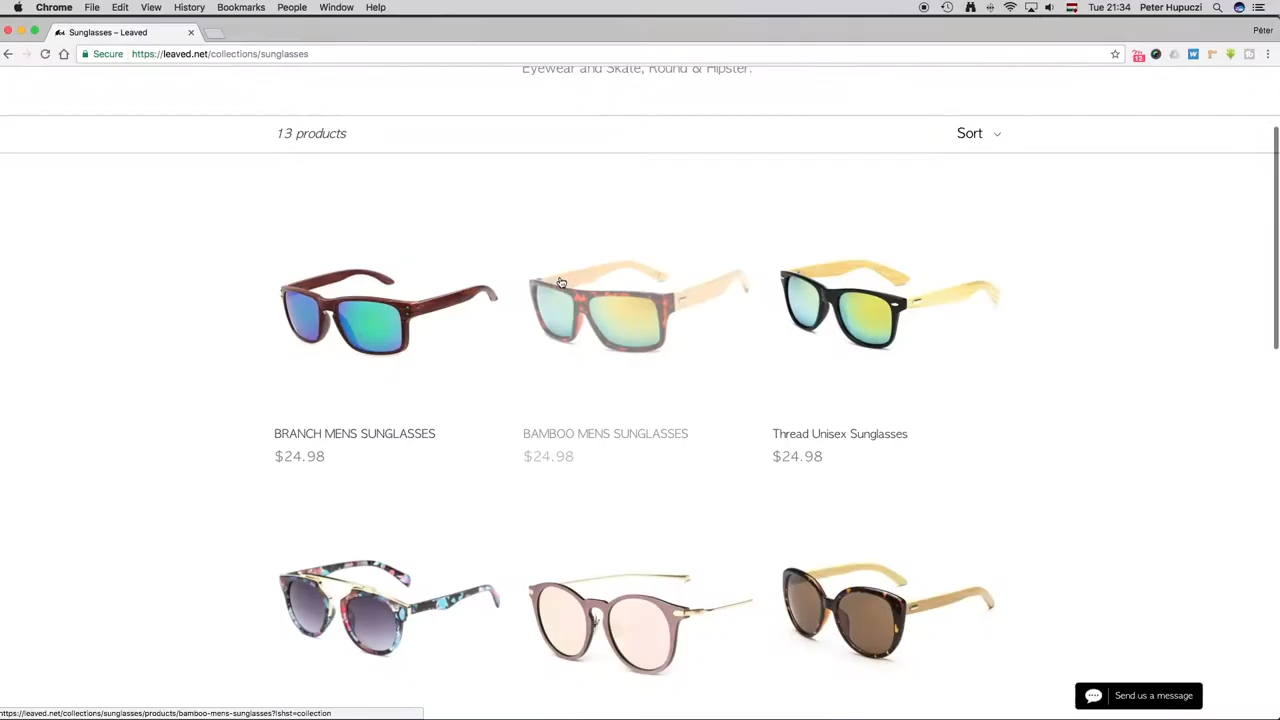 Chrome File Edit View History Bookmarks People Window Help Tue 21:34 Peter Hupuczi
Sunglasses – Leaved Péter
Secure https://leaved.net/collections/sunglasses
12
Eyewear and Skate, Round & Hipster.
13 products Sort
BRANCH MENS SUNGLASSES BAMBOO MENS SUNGLASSES Thread Unisex Sunglasses
$24.98 $24.98 $24.98
Send us a message
https://leaved.net/collections/sunglasses/products/bamboo-mens-sunglasses?lshst=collection